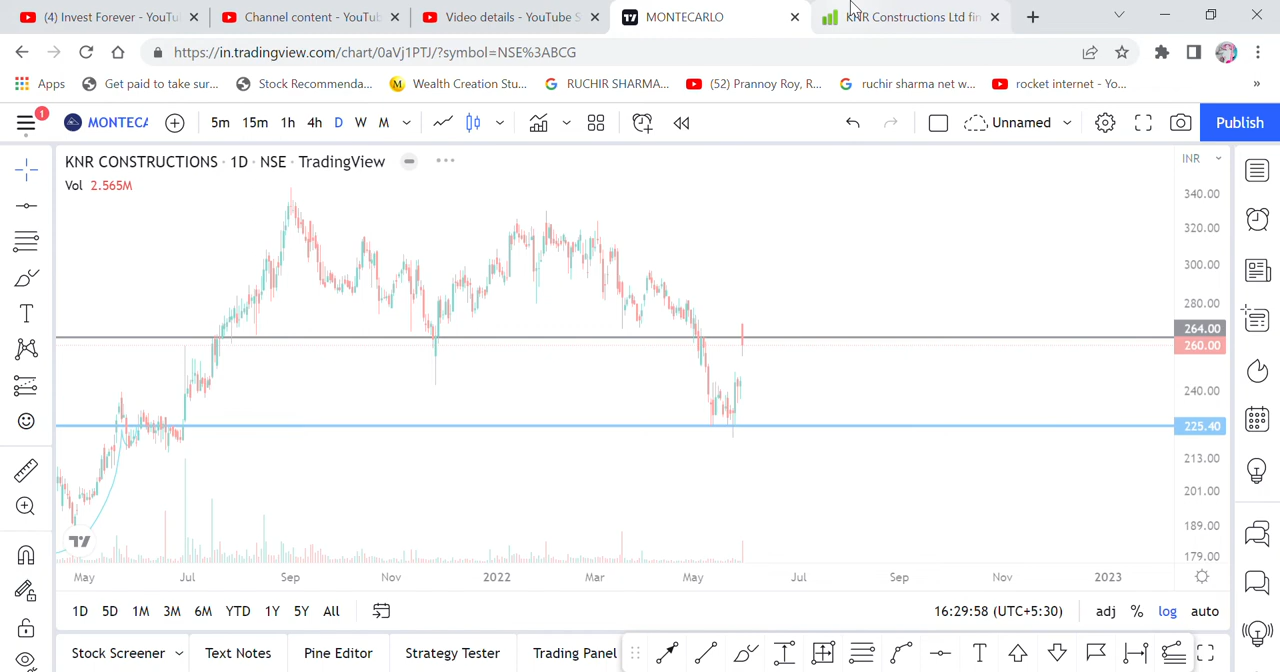 (4) Invest Forever - YouTu
Channel content - YouTub
Video details - YouTube S
MONTECARLO
KNR Constructions Ltd fin
https://in.tradingview.com/chart/0aVj1PTJ/?symbol=NSE%3ABCG
Apps
Get paid to take sur...
Stock Recommenda...
M Wealth Creation Stu...
RUCHIR SHARMA...
(52) Prannoy Roy, R...
ruchir sharma net w...
rocket internet - Yo...
»
1
MONTECA
5m 15m 1h 4h D W M
Unnamed
Publish
KNR CONSTRUCTIONS · 1D · NSE · TradingView
INR
Vol 2.565M
340.00
320.00
300.00
280.00
264.00
260.00
240.00
225.40
213.00
201.00
189.00
179.00
May Jul Sep Nov 2022 Mar May Jul Sep Nov 2023
1D 5D 1M 3M 6M YTD 1Y 5Y All
16:29:58 (UTC+5:30)
adj % log auto
Stock Screener
Text Notes
Pine Editor
Strategy Tester
Trading Panel